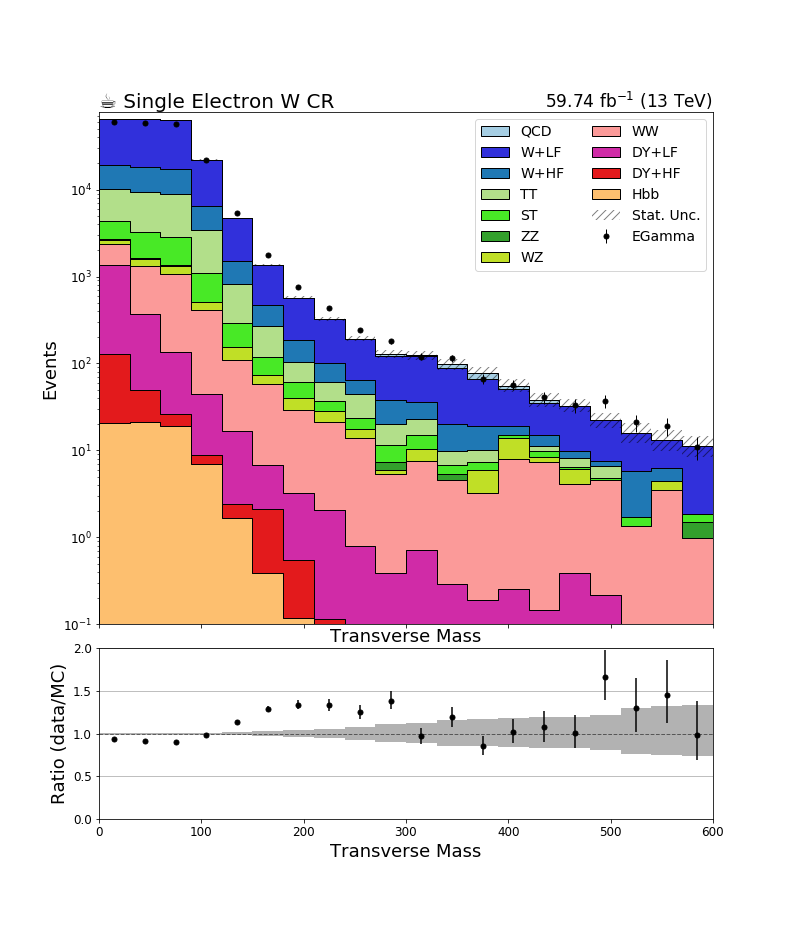 ☕ Single Electron W CR 59.74 fb⁻¹ (13 TeV)
QCD WW
W+LF DY+LF
W+HF DY+HF
TT Hbb
ST Stat. Unc.
ZZ EGamma
WZ
Events
10⁴
10³
10²
10¹
10⁰
10⁻¹
Transverse Mass
Ratio (data/MC)
2.0
1.5
1.0
0.5
0.0
0 100 200 300 400 500 600
Transverse Mass